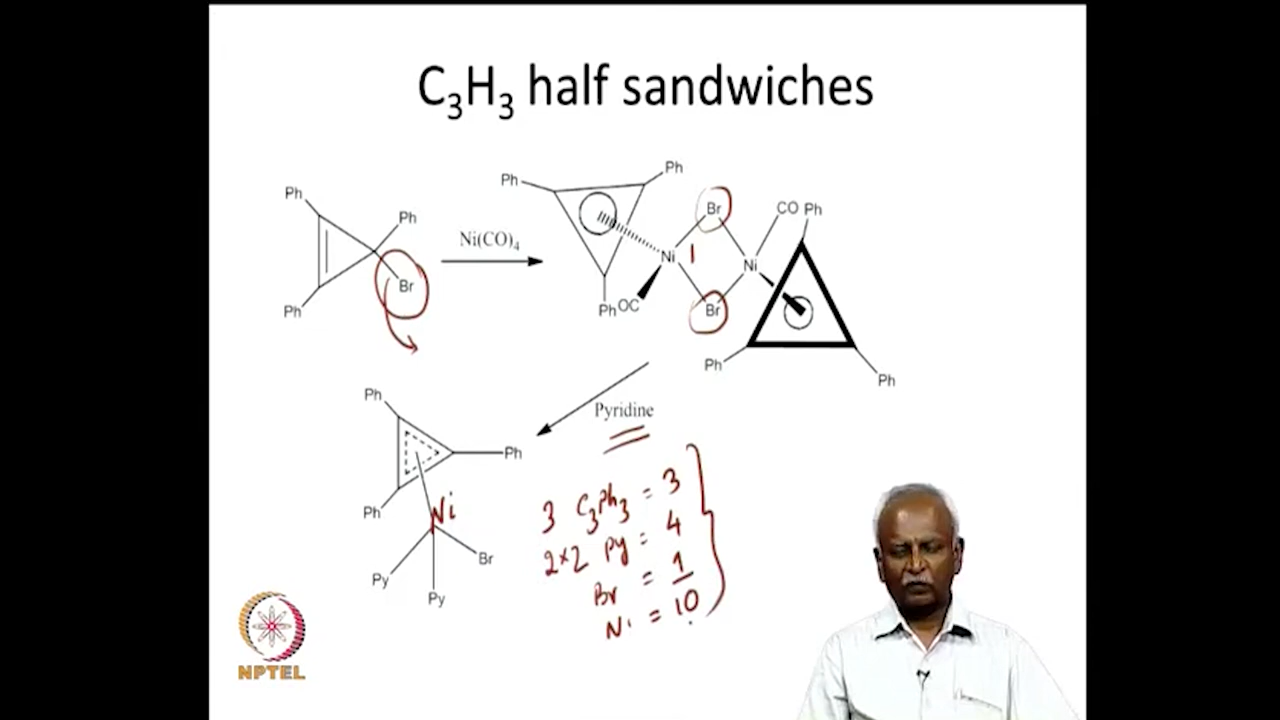 C₃H₃ half sandwiches
Ph
Ph
Br
Ph
Ni(CO)₄
Ph
Ph
Ph
OC
Ni
Br
Br
Ni
CO
Ph
Ph
Ph
Pyridine
Ph
Ph
Ph
Ni
Br
Py
Py
3 C₃Ph₃ = 3
2×2 Py = 4
Br = 1
Ni = 10
NPTEL